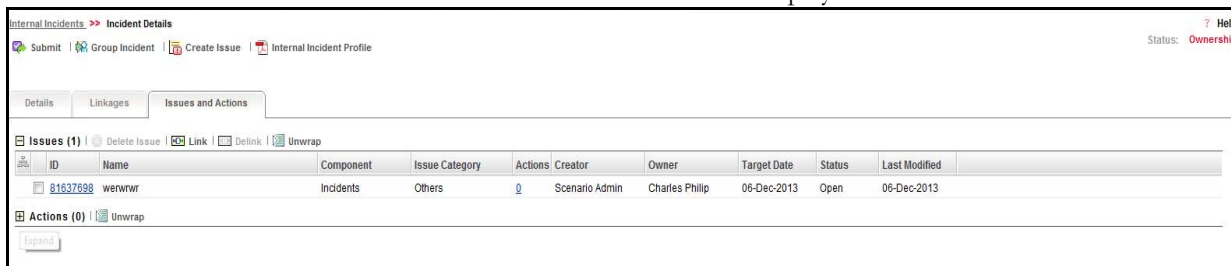 Internal Incidents >> Incident Details
? Hel
Submit | Group Incident | Create Issue | Internal Incident Profile
Status: Ownershi
Details Linkages Issues and Actions
Issues (1) | Delete Issue | Link | Delink | Unwrap
ID Name Component Issue Category Actions Creator Owner Target Date Status Last Modified
81637698 werwrwr Incidents Others 0 Scenario Admin Charles Philip 06-Dec-2013 Open 06-Dec-2013
Actions (0) | Unwrap
Expand